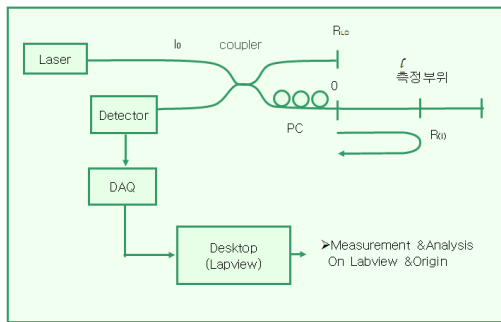 I₀
coupler
R_LO
Laser
측정부위
0
Detector
PC
R(l)
DAQ
Desktop
(Lapview)
➢Measurement &Analysis
On Labview &Origin